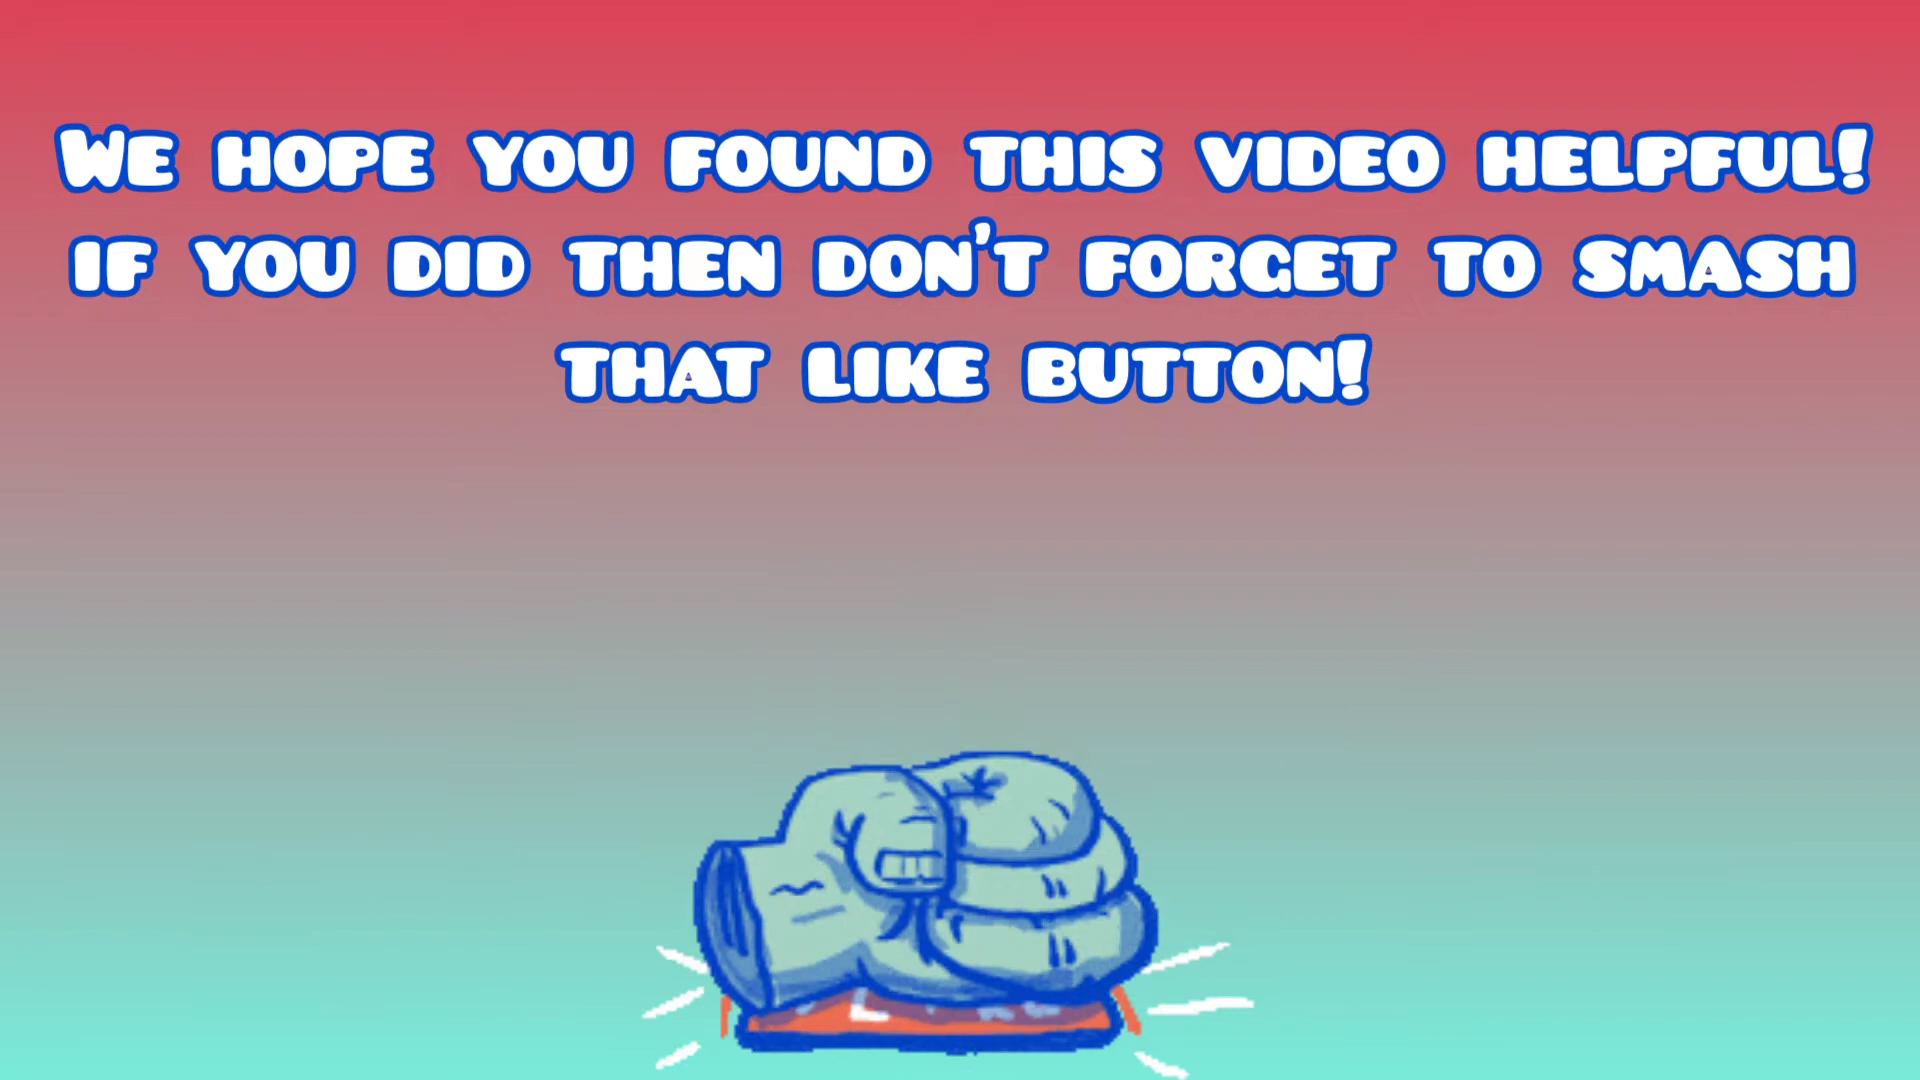 We hope you found this video helpful!
if you did then don't forget to smash
that like button!